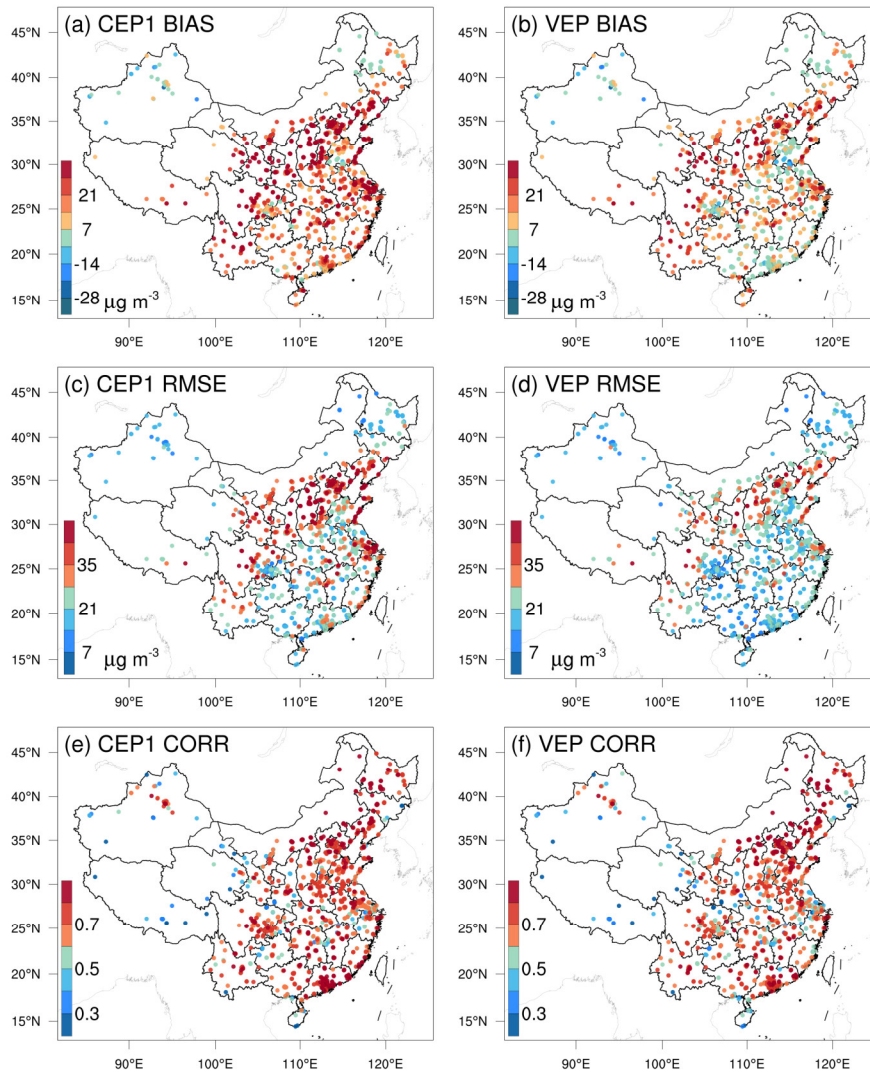 (a) CEP1 BIAS
45°N
40°N
35°N
30°N
25°N
20°N
15°N
21
7
-14
-28
μg m⁻³
90°E
100°E
110°E
120°E
(b) VEP BIAS
45°N
40°N
35°N
30°N
25°N
20°N
15°N
21
7
-14
-28
μg m⁻³
90°E
100°E
110°E
120°E
(c) CEP1 RMSE
45°N
40°N
35°N
30°N
25°N
20°N
15°N
35
21
7
μg m⁻³
90°E
100°E
110°E
120°E
(d) VEP RMSE
45°N
40°N
35°N
30°N
25°N
20°N
15°N
35
21
7
μg m⁻³
90°E
100°E
110°E
120°E
(e) CEP1 CORR
45°N
40°N
35°N
30°N
25°N
20°N
15°N
0.7
0.5
0.3
90°E
100°E
110°E
120°E
(f) VEP CORR
45°N
40°N
35°N
30°N
25°N
20°N
15°N
0.7
0.5
0.3
90°E
100°E
110°E
120°E